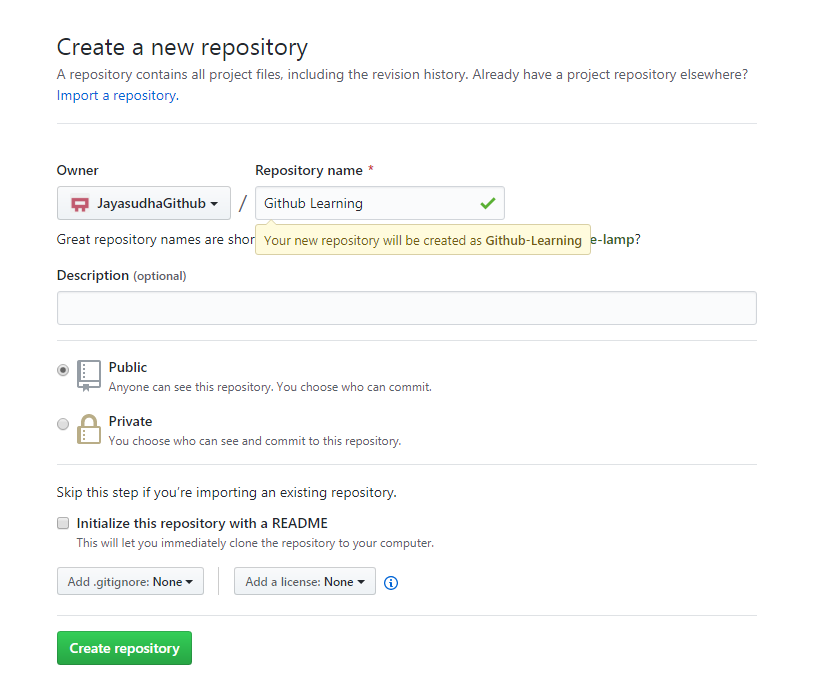 Create a new repository
A repository contains all project files, including the revision history. Already have a project repository elsewhere?
Import a repository.
Owner
Repository name *
JayasudhaGithub / Github Learning
Great repository names are shor
Your new repository will be created as Github-Learning
e-lamp?
Description (optional)
Public
Anyone can see this repository. You choose who can commit.
Private
You choose who can see and commit to this repository.
Skip this step if you’re importing an existing repository.
Initialize this repository with a README
This will let you immediately clone the repository to your computer.
Add .gitignore: None
Add a license: None
Create repository